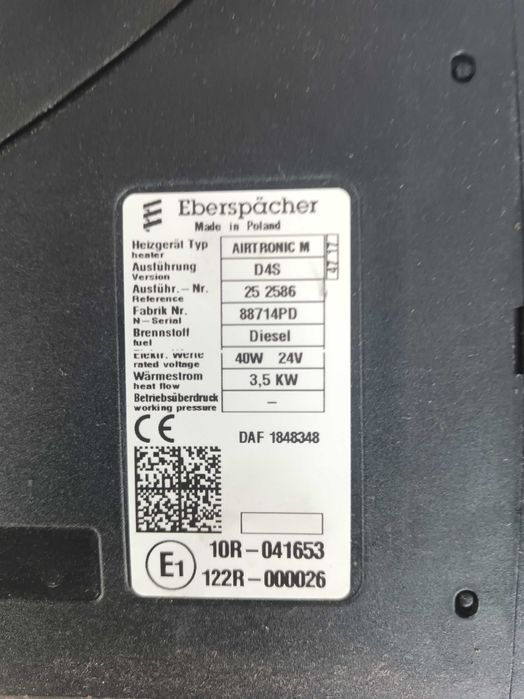 Eberspächer
Made in Poland
Heizgerät Typ AIRTRONIC M
heater
Ausführung D4S
Version
Ausführ.-Nr. 25 2586
Reference
Fabrik Nr. 88714PD
N-Serial
Brennstoff Diesel
fuel
Elektr. Werte 40W 24V
rated voltage
Wärmestrom 3,5 KW
heat flow
Betriebsüberdruck –
working pressure
CE
DAF 1848348
E1
10R-041653
122R-000026